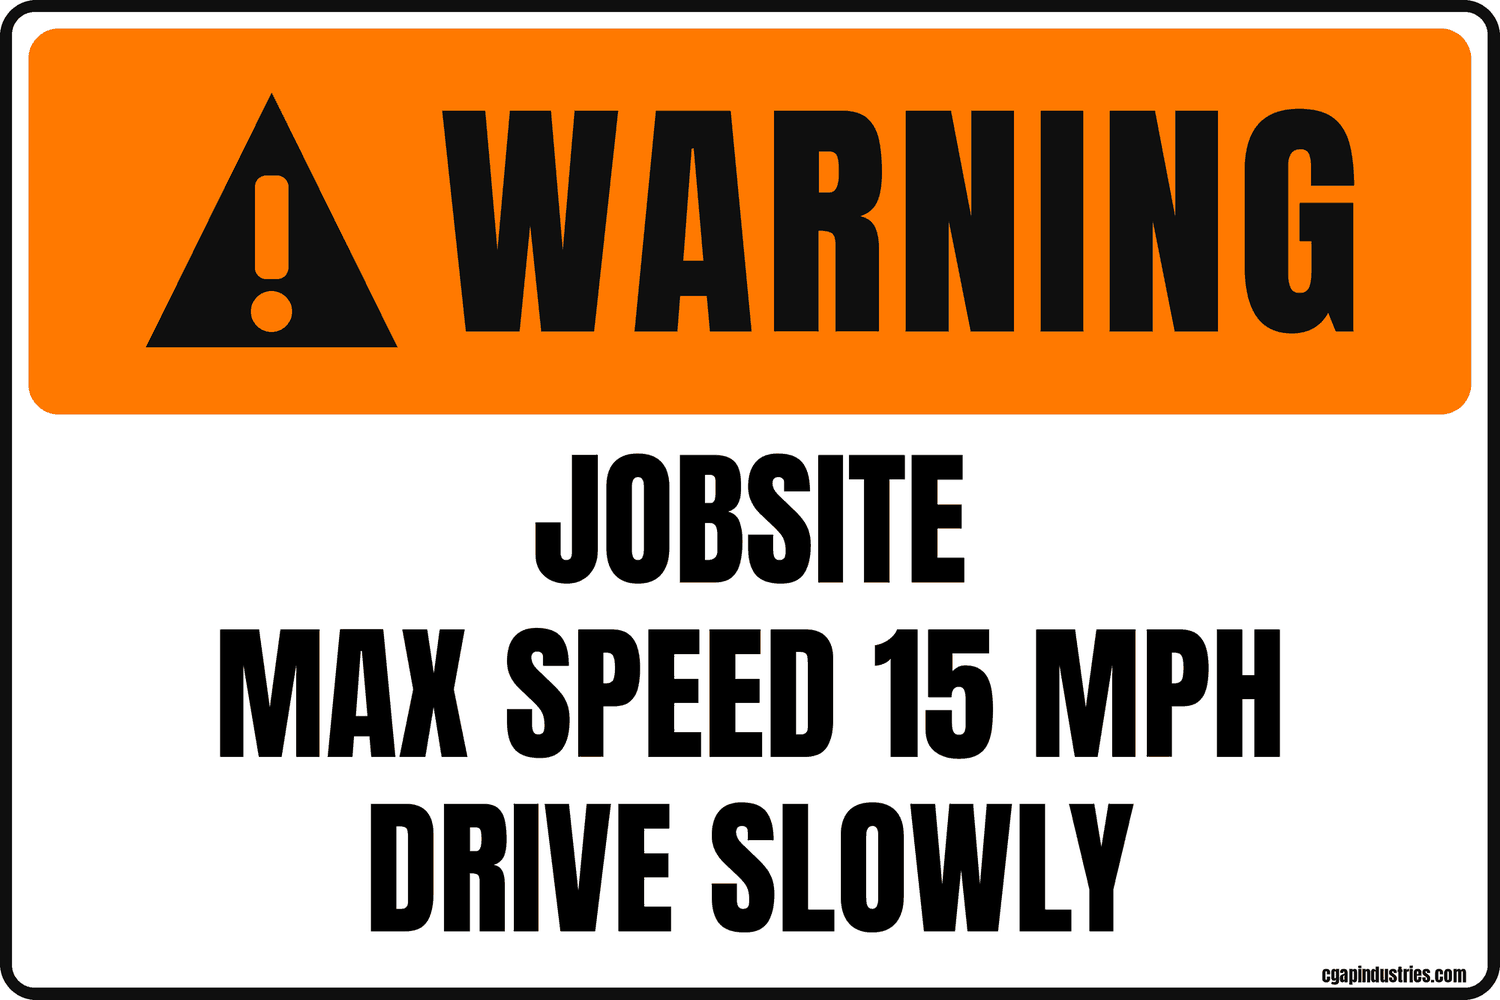 WARNING
JOBSITE
MAX SPEED 15 MPH
DRIVE SLOWLY
cgapindustries.com